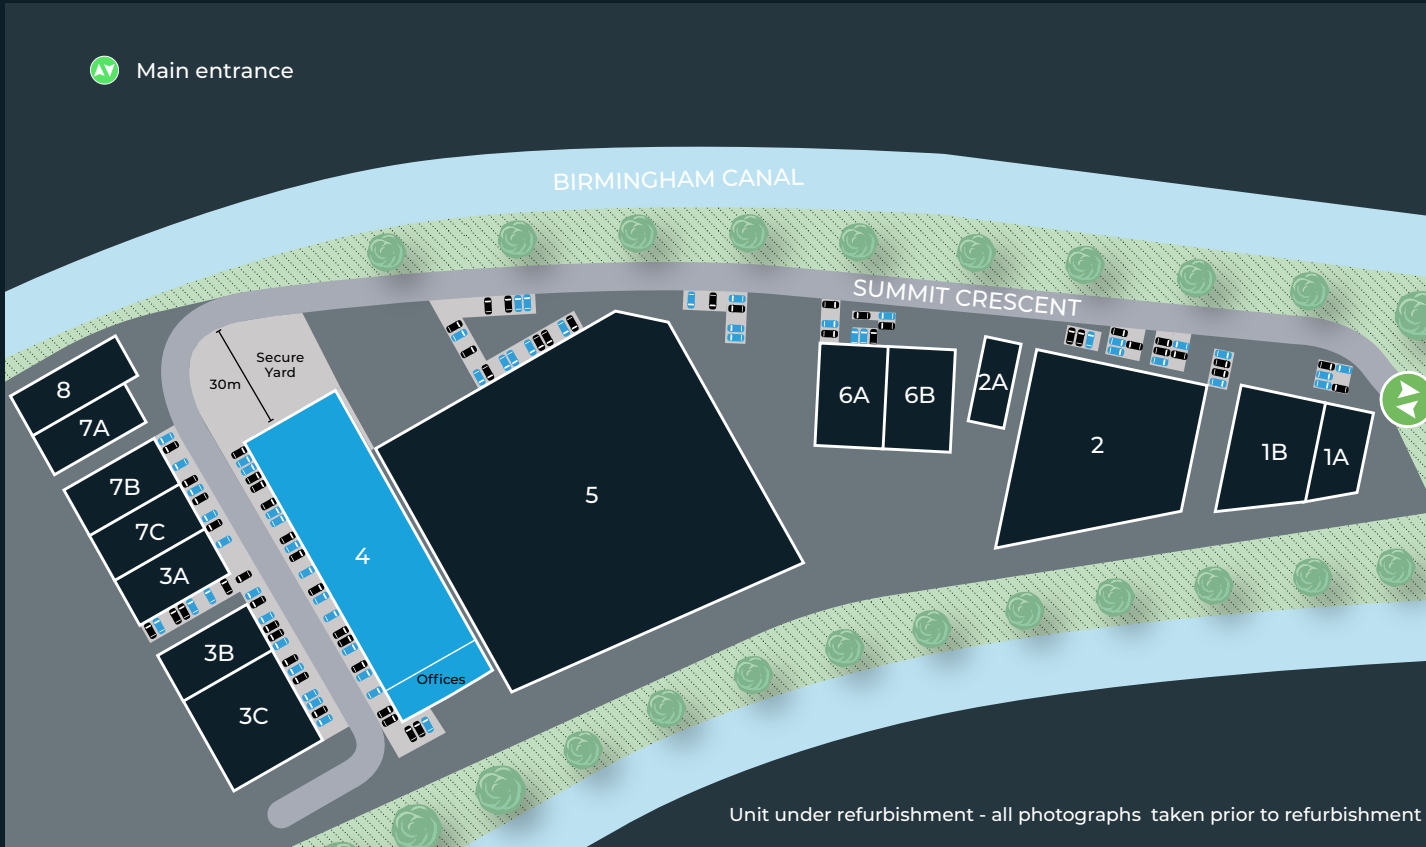 Main entrance
BIRMINGHAM CANAL
SUMMIT CRESCENT
Secure
Yard
30m
8
7A
7B
7C
3A
3B
3C
4
Offices
5
6A
6B
2A
2
1B
1A
Unit under refurbishment - all photographs taken prior to refurbishment